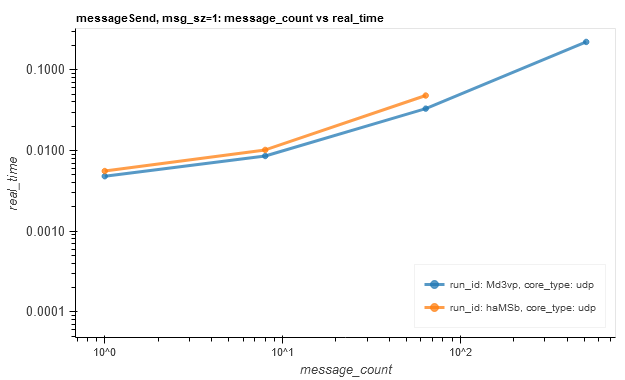 messageSend, msg_sz=1: message_count vs real_time
0.1000
0.0100
0.0010
0.0001
real_time
10^0
10^1
10^2
message_count
run_id: Md3vp, core_type: udp
run_id: haMSb, core_type: udp